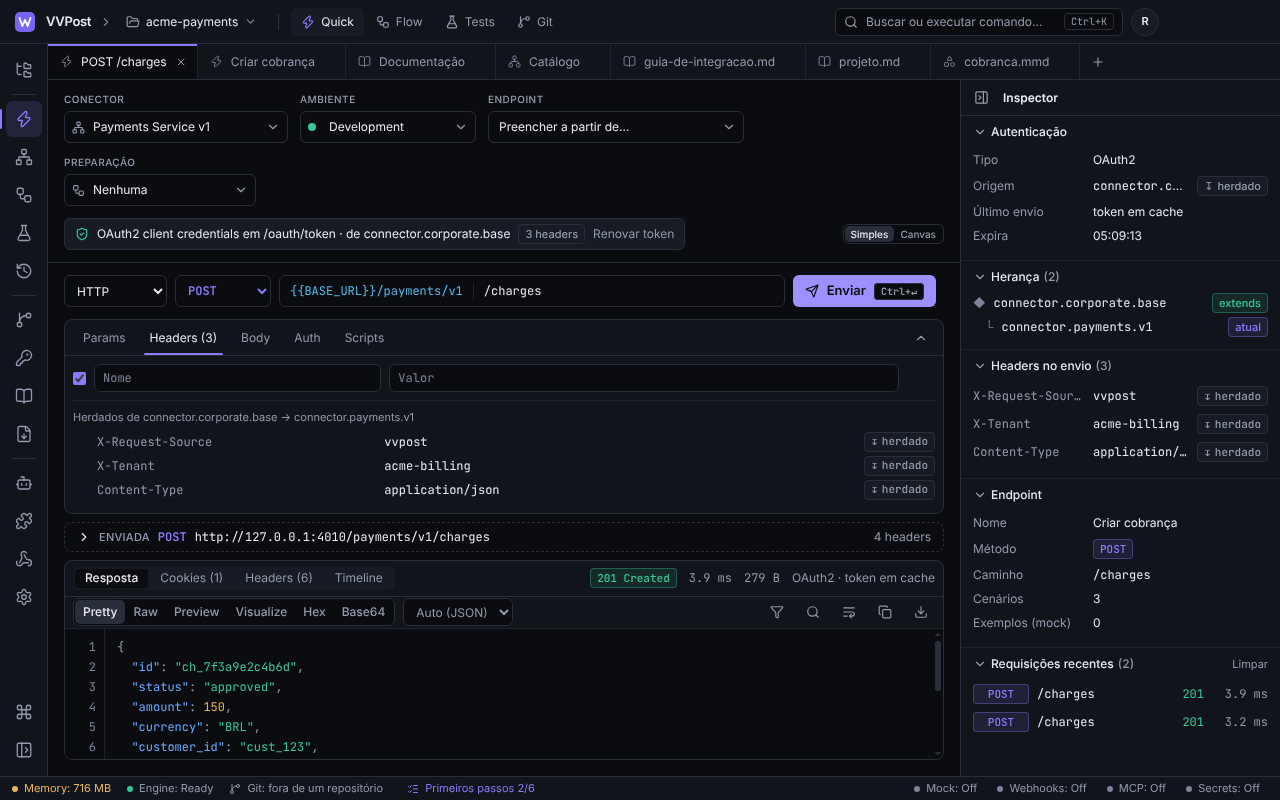 VVPost
acme-payments
Quick
Flow
Tests
Git
Buscar ou executar comando...
Ctrl+K
R
POST /charges
Criar cobrança
Documentação
Catálogo
guia-de-integracao.md
projeto.md
cobranca.mmd
CONECTOR
AMBIENTE
ENDPOINT
Payments Service v1
Development
Preencher a partir de...
PREPARAÇÃO
Nenhuma
OAuth2 client credentials em /oauth/token · de connector.corporate.base
3 headers
Renovar token
Simples
Canvas
HTTP
POST
{{BASE_URL}}/payments/v1
/charges
Enviar
Ctrl+↵
Params
Headers (3)
Body
Auth
Scripts
Nome
Valor
Herdados de connector.corporate.base → connector.payments.v1
X-Request-Source vvpost ↧ herdado
X-Tenant acme-billing ↧ herdado
Content-Type application/json ↧ herdado
ENVIADA POST http://127.0.0.1:4010/payments/v1/charges 4 headers
Resposta
Cookies (1)
Headers (6)
Timeline
201 Created
3.9 ms
279 B
OAuth2 · token em cache
Pretty
Raw
Preview
Visualize
Hex
Base64
Auto (JSON)
1 {
2 "id": "ch_7f3a9e2c4b6d",
3 "status": "approved",
4 "amount": 150,
5 "currency": "BRL",
6 "customer_id": "cust_123",
Inspector
Autenticação
Tipo OAuth2
Origem connector.c... ↧ herdado
Último envio token em cache
Expira 05:09:13
Herança (2)
connector.corporate.base extends
└ connector.payments.v1 atual
Headers no envio (3)
X-Request-Sour... vvpost ↧ herdado
X-Tenant acme-billing ↧ herdado
Content-Type application/... ↧ herdado
Endpoint
Nome Criar cobrança
Método POST
Caminho /charges
Cenários 3
Exemplos (mock) 0
Requisições recentes (2) Limpar
POST /charges 201 3.9 ms
POST /charges 201 3.2 ms
Memory: 716 MB
Engine: Ready
Git: fora de um repositório
Primeiros passos 2/6
Mock: Off
Webhooks: Off
MCP: Off
Secrets: Off